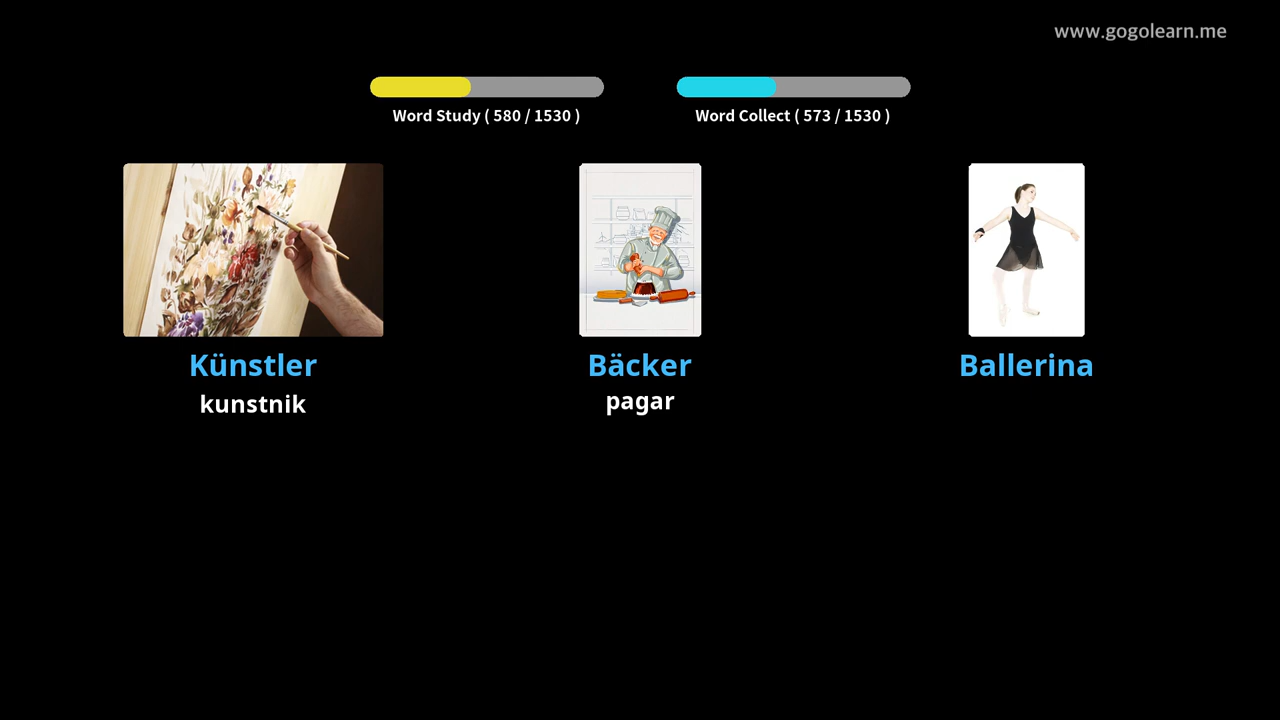 www.gogolearn.me
Word Study ( 580 / 1530 )
Word Collect ( 573 / 1530 )
Künstler
kunstnik
Bäcker
pagar
Ballerina